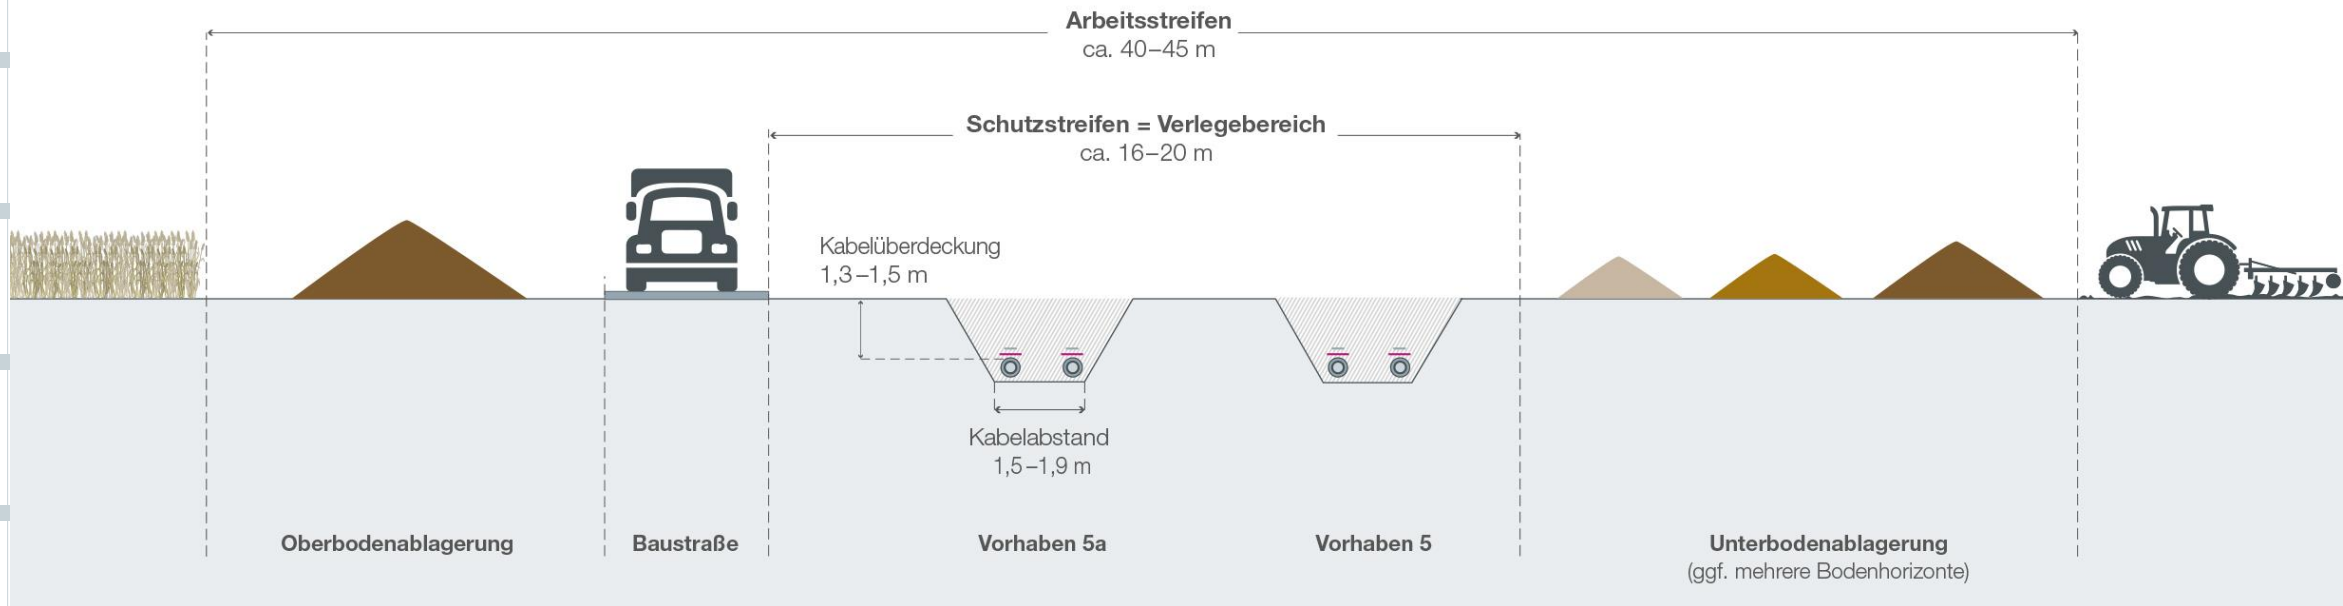 Arbeitsstreifen
ca. 40–45 m
Schutzstreifen = Verlegebereich
ca. 16–20 m
Kabelüberdeckung
1,3–1,5 m
Kabelabstand
1,5–1,9 m
Oberbodenablagerung
Baustraße
Vorhaben 5a
Vorhaben 5
Unterbodenablagerung
(ggf. mehrere Bodenhorizonte)